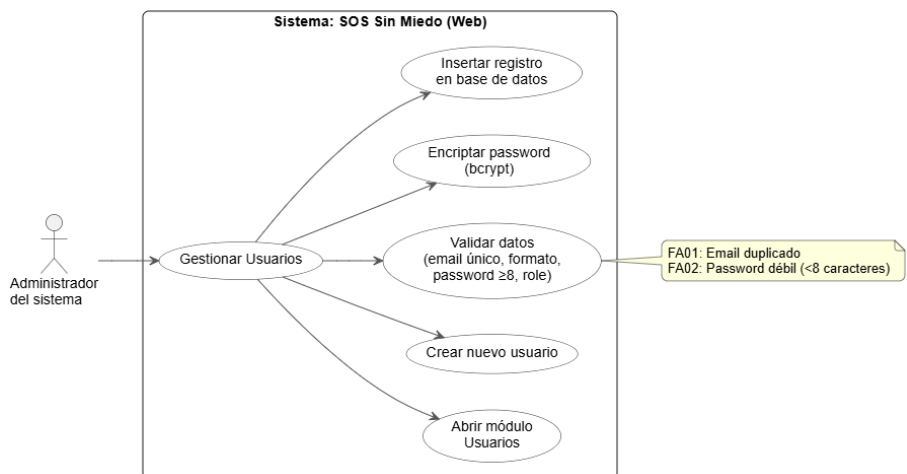 Sistema: SOS Sin Miedo (Web)
Insertar registro
en base de datos
Encriptar password
(bcrypt)
Administrador
del sistema
Gestionar Usuarios
Validar datos
(email único, formato,
password ≥8, role)
FA01: Email duplicado
FA02: Password débil (<8 caracteres)
Crear nuevo usuario
Abrir módulo
Usuarios